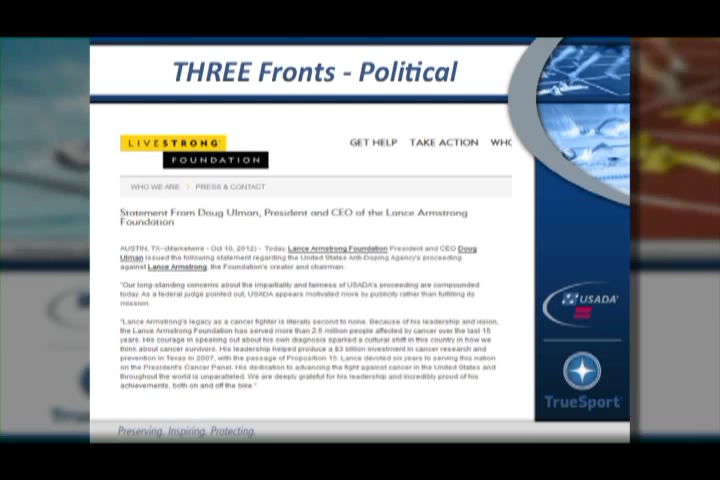 THREE Fronts - Political
LIVESTRONG
FOUNDATION
GET HELP TAKE ACTION WHO
WHO WE ARE > PRESS & CONTACT
Statement From Doug Ulman, President and CEO of the Lance Armstrong
Foundation
AUSTIN, TX--(Marketwire - Oct 10, 2012) - Today, Lance Armstrong Foundation President and CEO Doug
Ulman issued the following statement regarding the United States Anti-Doping Agency's proceeding
against Lance Armstrong, the Foundation's creator and chairman:
"Our long-standing concerns about the impartiality and fairness of USADA's proceeding are compounded
today. As a federal judge pointed out, USADA appears motivated more by publicity rather than fulfilling its
mission.
"Lance Armstrong's legacy as a cancer fighter is literally second to none. Because of his leadership and vision,
the Lance Armstrong Foundation has served more than 2.5 million people affected by cancer over the last 15
years. His courage in speaking out about his own diagnosis sparked a cultural shift in this country in how we
think about cancer survivors. His leadership helped produce a $3 billion investment in cancer research and
prevention in Texas in 2007, with the passage of Proposition 15. Lance devoted six years to serving this nation
on the President's Cancer Panel. His dedication to advancing the fight against cancer in the United States and
throughout the world is unparalleled. We are deeply grateful for his leadership and incredibly proud of his
achievements, both on and off the bike."
USADA
TrueSport
Preserving. Inspiring. Protecting.